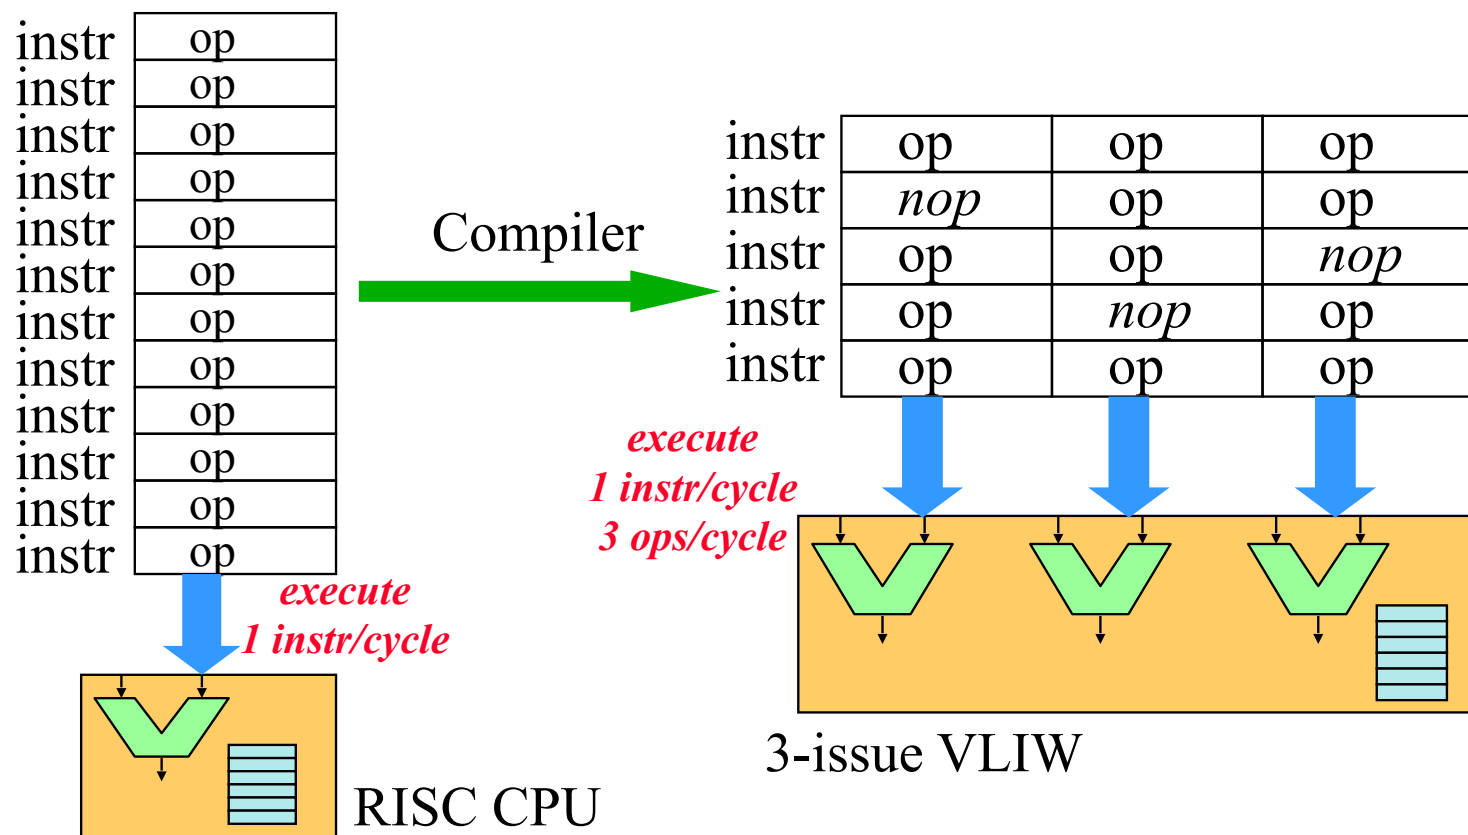 instr op
instr op
instr op
instr op
instr op
instr op
instr op
instr op
instr op
instr op
instr op
instr op
execute
1 instr/cycle
RISC CPU
Compiler
instr op op op
instr nop op op
instr op op nop
instr op nop op
instr op op op
execute
1 instr/cycle
3 ops/cycle
3-issue VLIW